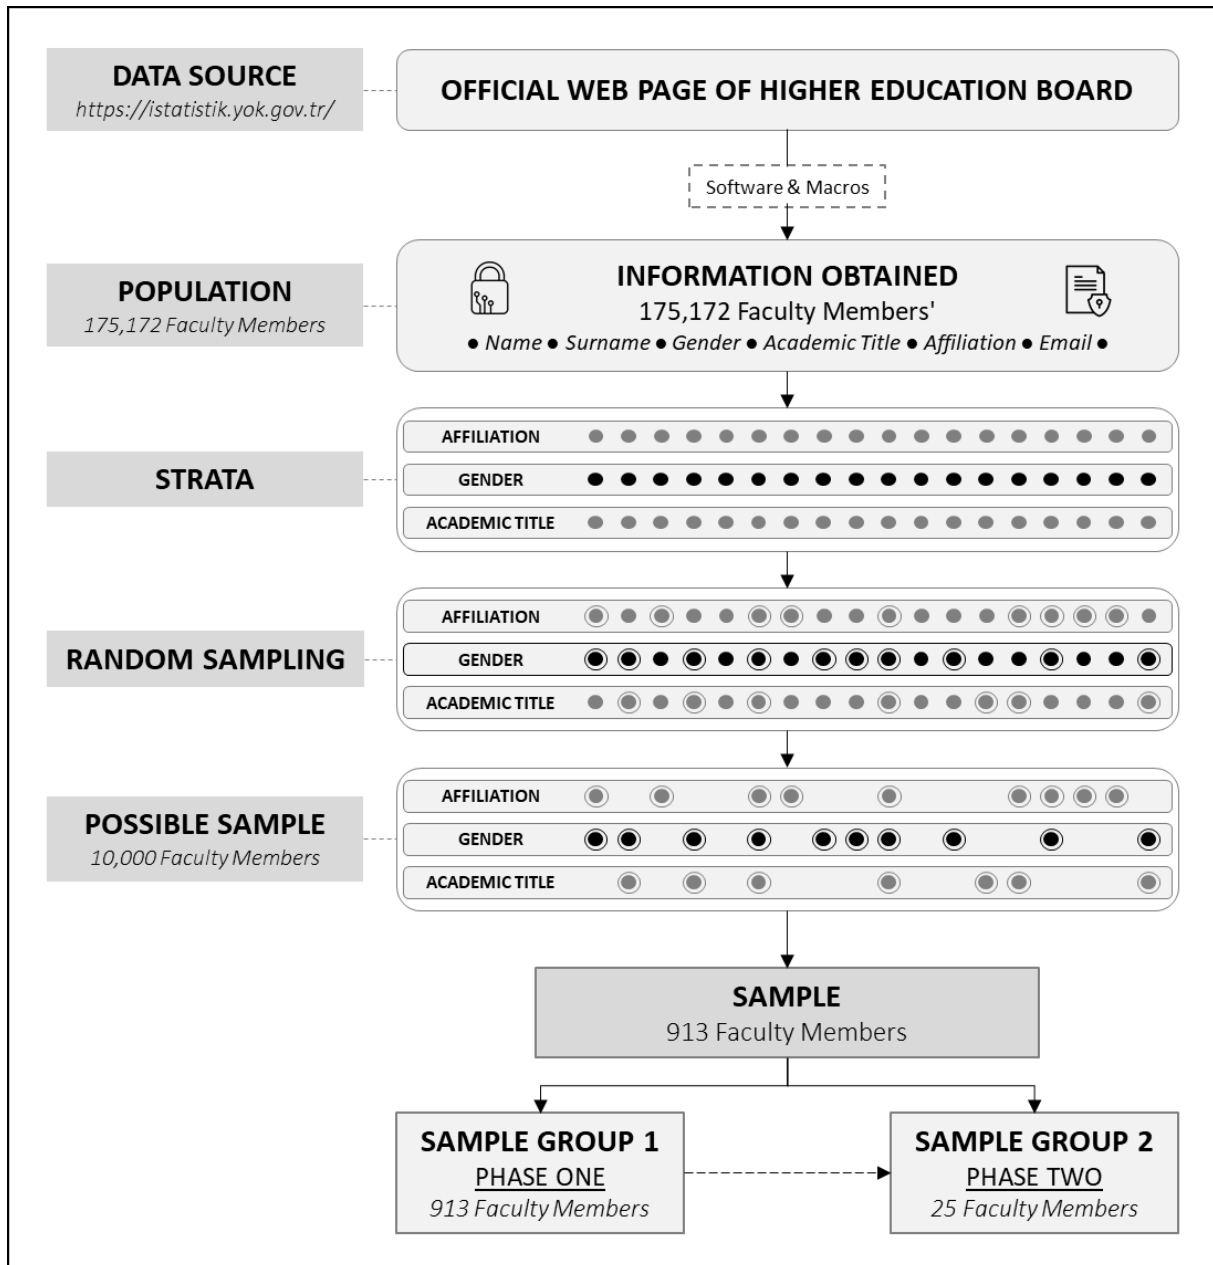 DATA SOURCE
https://istatistik.yok.gov.tr/
OFFICIAL WEB PAGE OF HIGHER EDUCATION BOARD
Software & Macros
POPULATION
175,172 Faculty Members
INFORMATION OBTAINED
175,172 Faculty Members'
● Name ● Surname ● Gender ● Academic Title ● Affiliation ● Email ●
STRATA
AFFILIATION
GENDER
ACADEMIC TITLE
RANDOM SAMPLING
AFFILIATION
GENDER
ACADEMIC TITLE
POSSIBLE SAMPLE
10,000 Faculty Members
AFFILIATION
GENDER
ACADEMIC TITLE
SAMPLE
913 Faculty Members
SAMPLE GROUP 1
PHASE ONE
913 Faculty Members
SAMPLE GROUP 2
PHASE TWO
25 Faculty Members